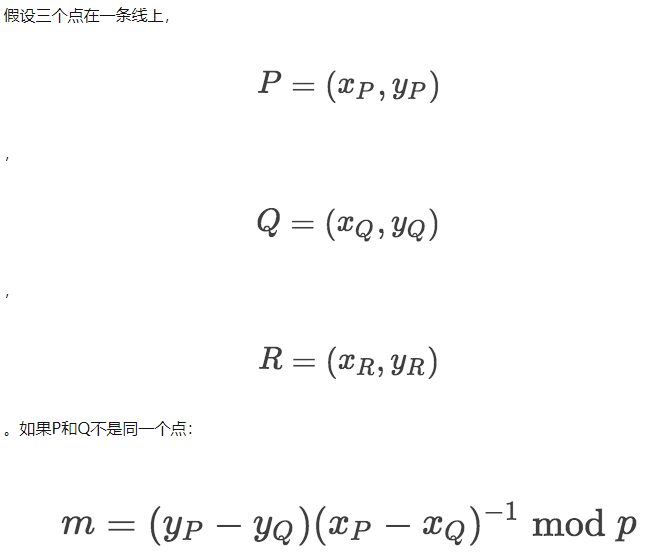 假设三个点在一条线上，
P = (x_P, y_P)
，
Q = (x_Q, y_Q)
，
R = (x_R, y_R)
。如果P和Q不是同一个点：
m = (y_P − y_Q)(x_P − x_Q)^{−1} mod p